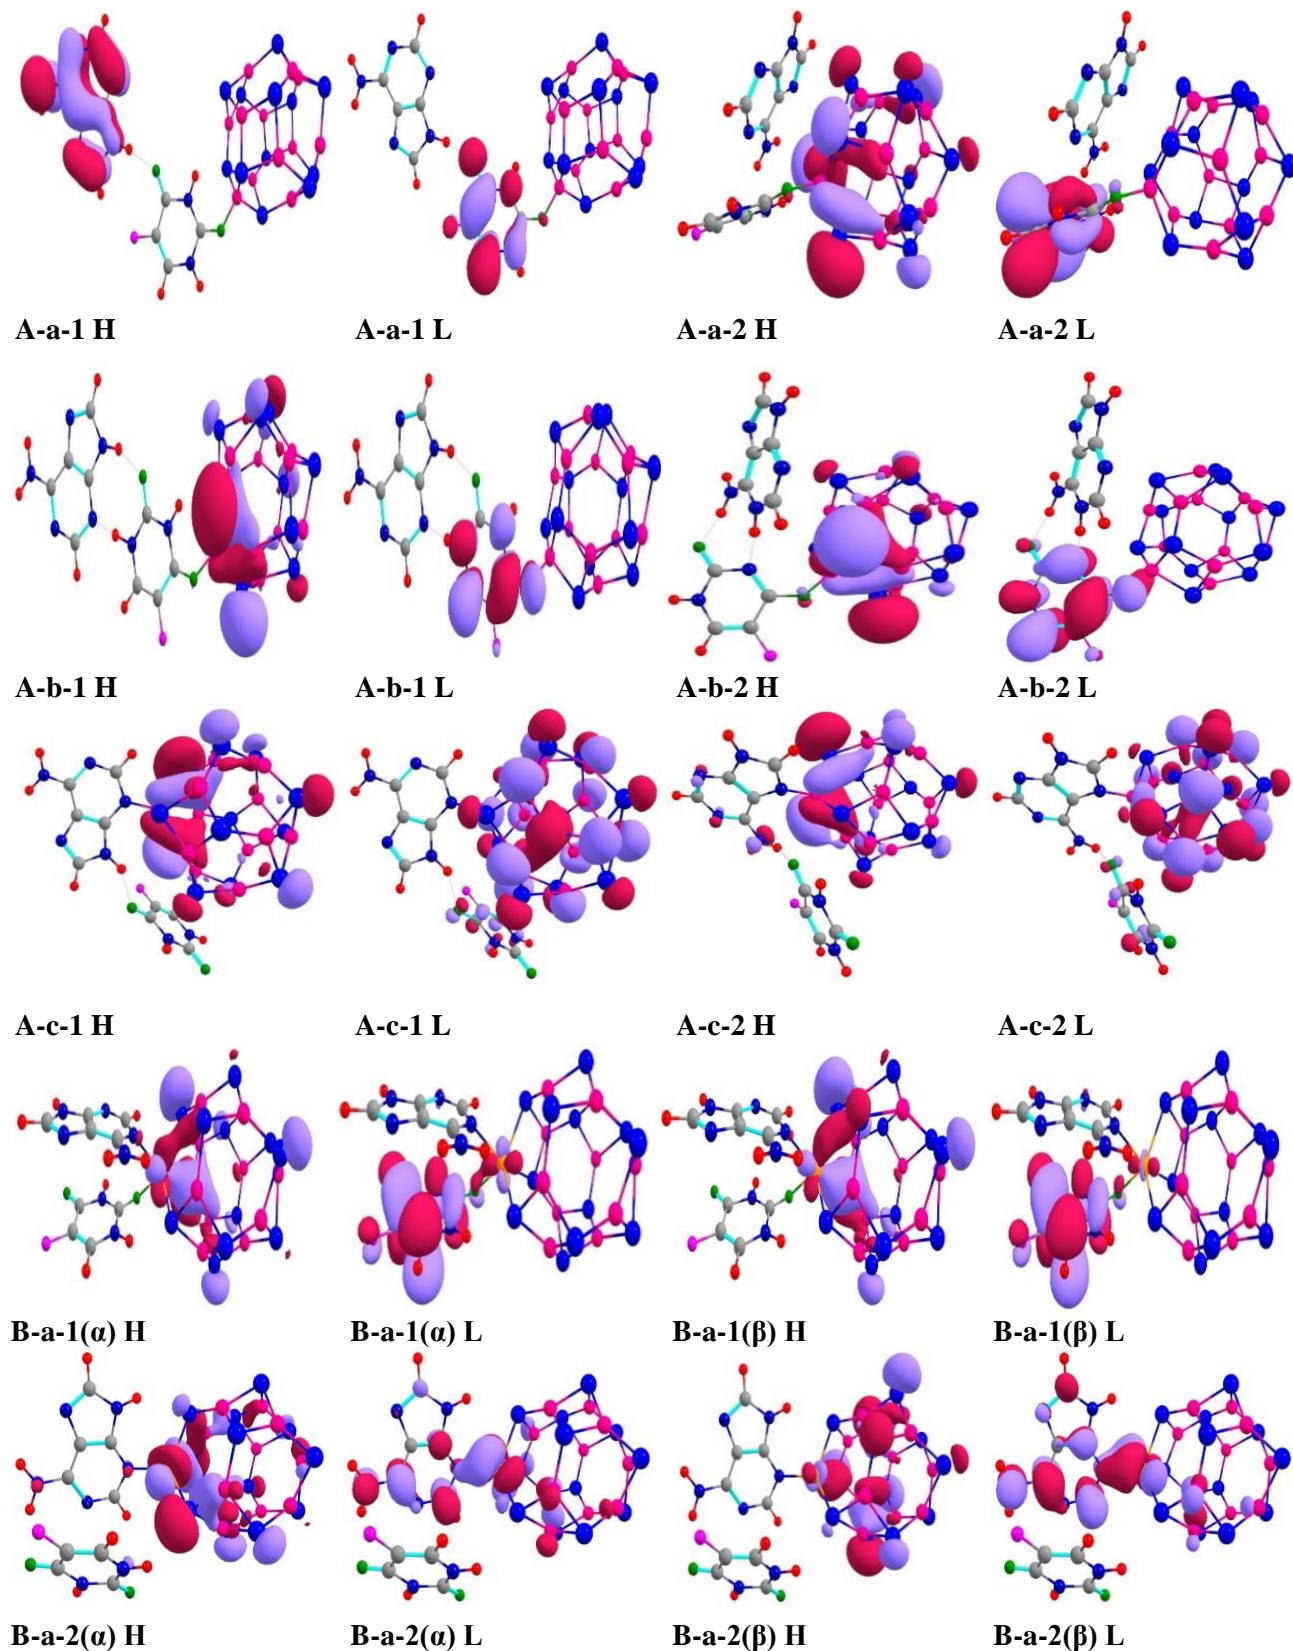 A-a-1 H A-a-1 L A-a-2 H A-a-2 L
A-b-1 H A-b-1 L A-b-2 H A-b-2 L
A-c-1 H A-c-1 L A-c-2 H A-c-2 L
B-a-1(α) H B-a-1(α) L B-a-1(β) H B-a-1(β) L
B-a-2(α) H B-a-2(α) L B-a-2(β) H B-a-2(β) L